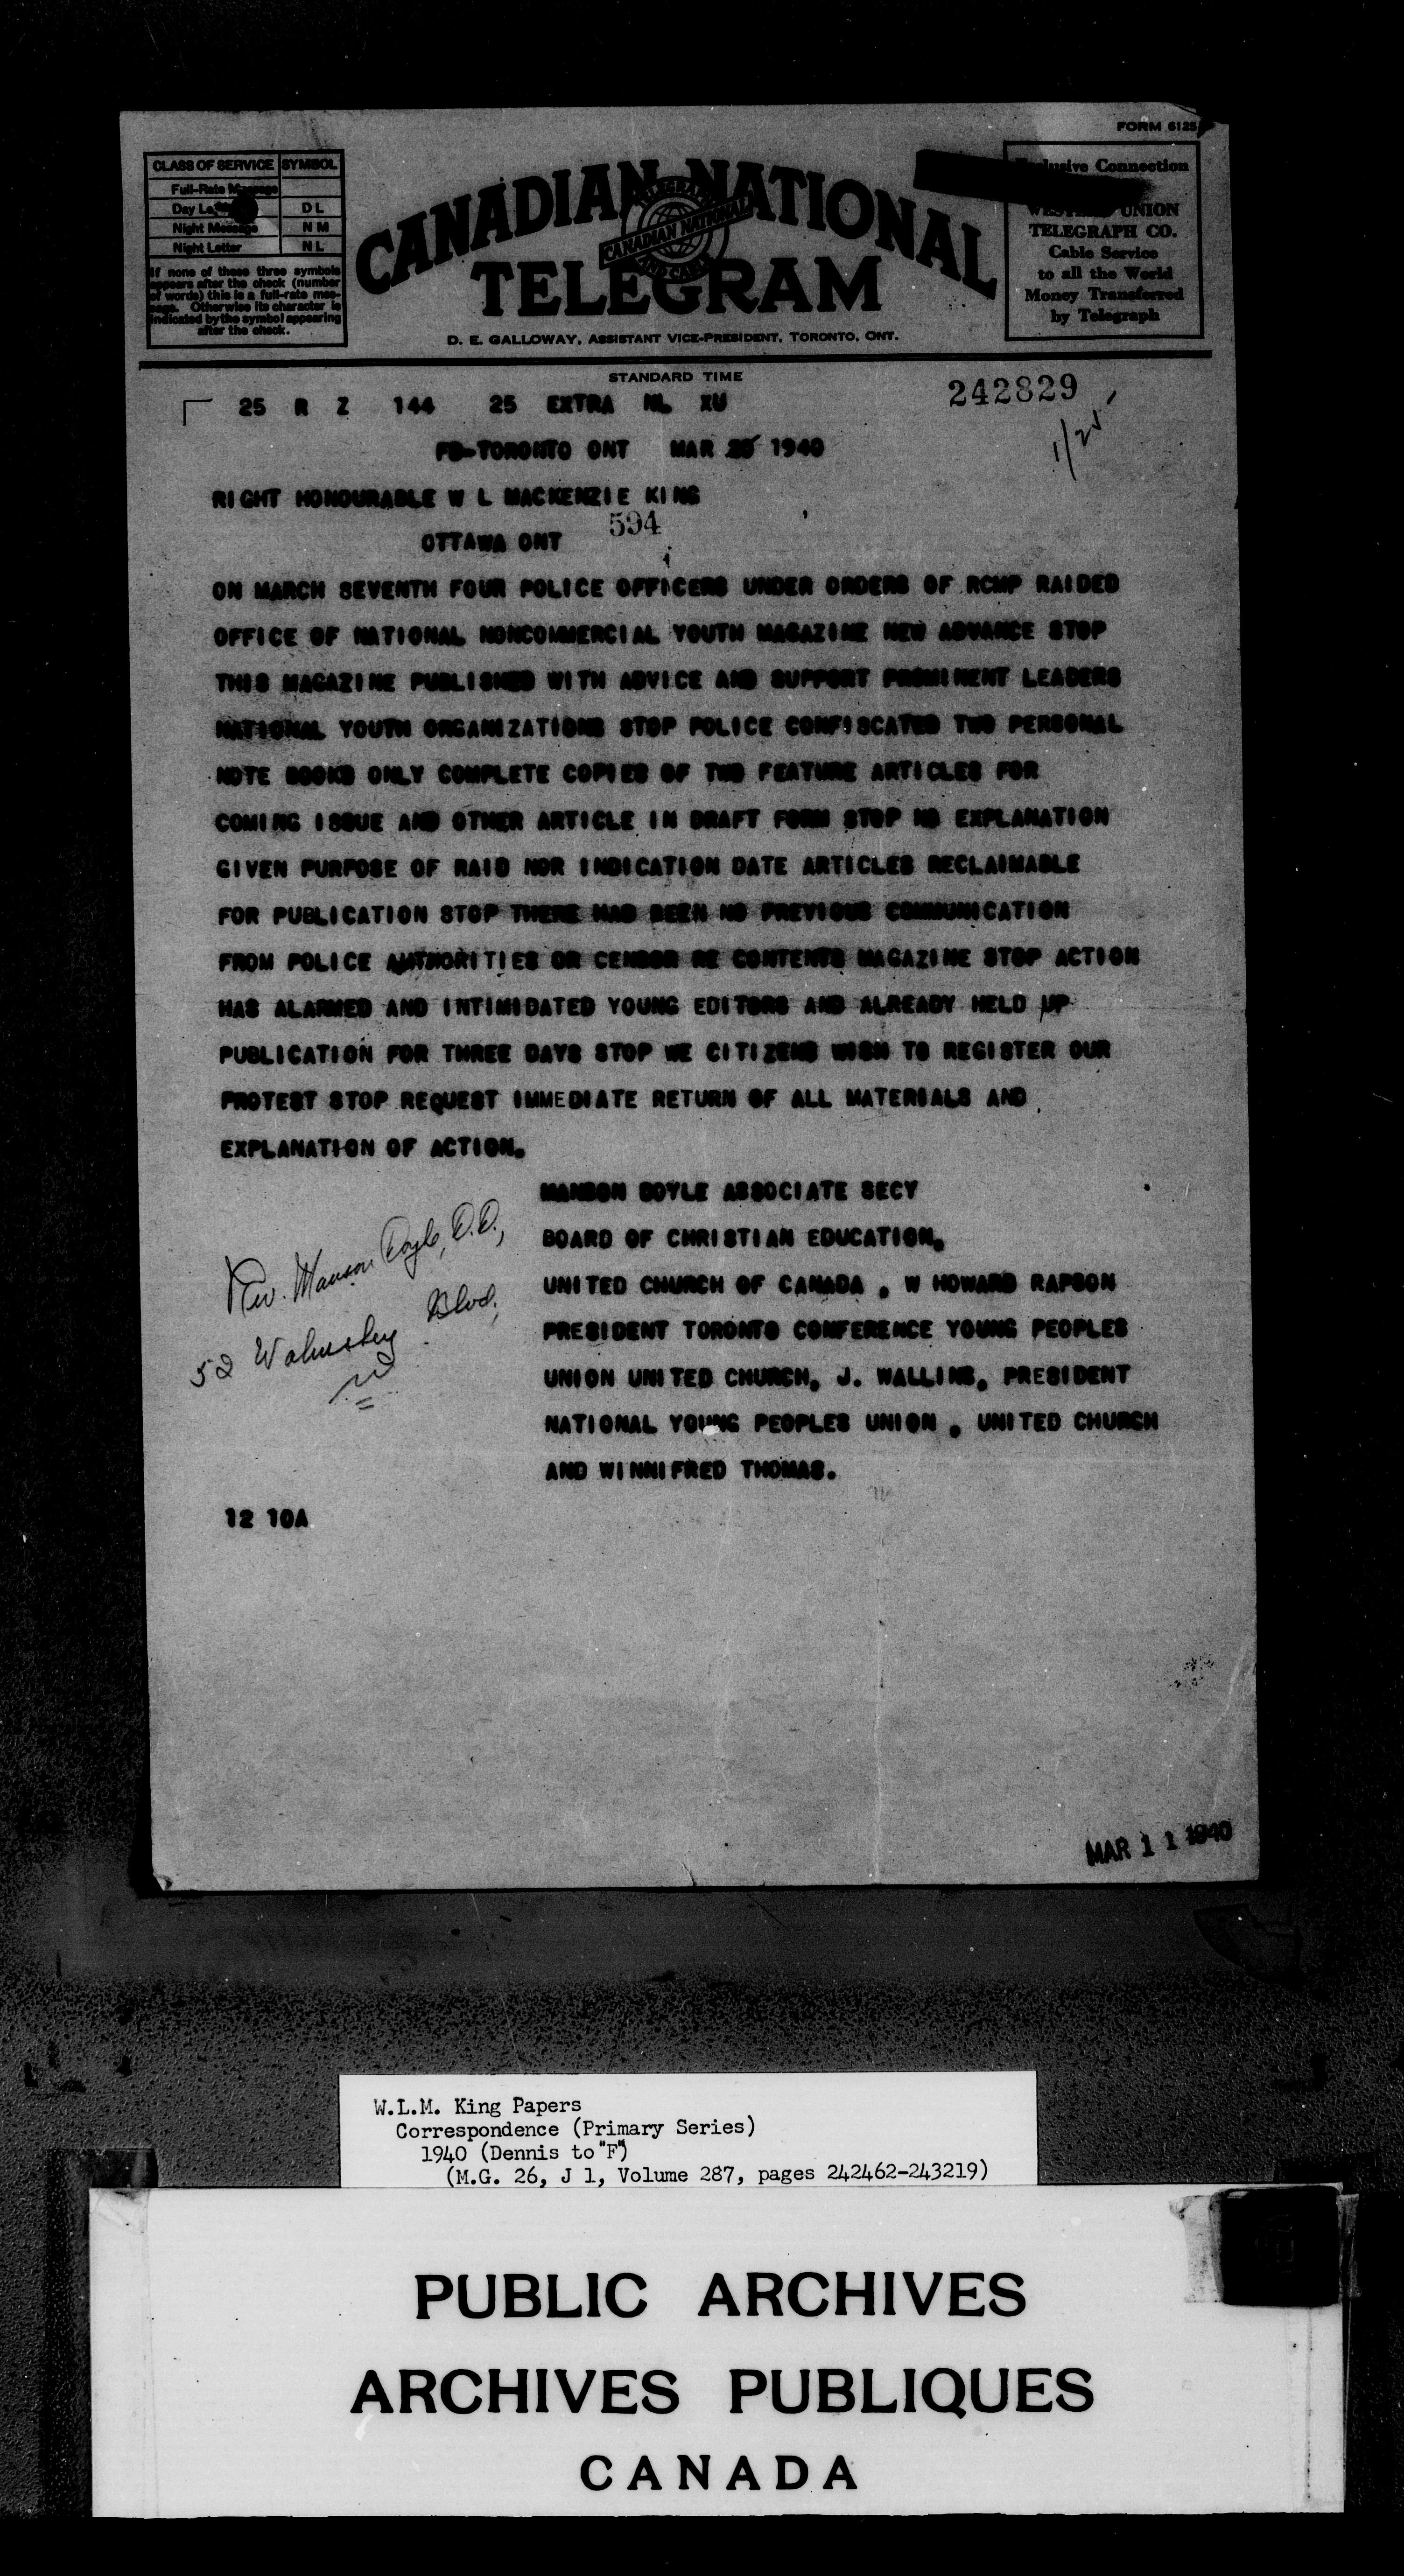 FORM 6125
CLASS OF SERVICE SYMBOL
Full-Rate Message
Day Letter DL
Night Message NM
Night Letter NL
If none of these three symbols
appears after the check (number
of words) this is a full-rate mes-
sage. Otherwise its character is
indicated by the symbol appearing
after the check.
CANADIAN NATIONAL
TELEGRAM
TELEGRAPH
CANADIAN NATIONAL
AND CABLE
D. E. GALLOWAY, ASSISTANT VICE-PRESIDENT, TORONTO, ONT.
Exclusive Connection
WESTERN UNION
TELEGRAPH CO.
Cable Service
to all the World
Money Transferred
by Telegraph
STANDARD TIME
242829
25 R Z 144 25 EXTRA NL XU
FD-TORONTO ONT MAR 1940
RIGHT HONOURABLE W L MACKENZIE KING
594
OTTAWA ONT
ON MARCH SEVENTH FOUR POLICE OFFICERS UNDER ORDERS OF RCMP RAIDED
OFFICE OF NATIONAL NONCOMMERCIAL YOUTH MAGAZINE NEW ADVANCE STOP
THIS MAGAZINE PUBLISHED WITH ADVICE AND SUPPORT PROMINENT LEADERS
NATIONAL YOUTH ORGANIZATIONS STOP POLICE CONFISCATED TWO PERSONAL
NOTE BOOKS ONLY COMPLETE COPIES OF TWO FEATURE ARTICLES FOR
COMING ISSUE AND OTHER ARTICLE IN DRAFT FORM STOP NO EXPLANATION
GIVEN PURPOSE OF RAID NOR INDICATION DATE ARTICLES RECLAIMABLE
FOR PUBLICATION STOP THERE HAD BEEN NO PREVIOUS COMMUNICATION
FROM POLICE AUTHORITIES OR CENSOR RE CONTENTS MAGAZINE STOP ACTION
HAS ALARMED AND INTIMIDATED YOUNG EDITORS AND ALREADY HELD UP
PUBLICATION FOR THREE DAYS STOP WE CITIZENS WISH TO REGISTER OUR
PROTEST STOP REQUEST IMMEDIATE RETURN OF ALL MATERIALS AND
EXPLANATION OF ACTION.
MANSON DOYLE ASSOCIATE SECY
BOARD OF CHRISTIAN EDUCATION,
UNITED CHURCH OF CANADA , W HOWARD RAPSON
PRESIDENT TORONTO CONFERENCE YOUNG PEOPLES
UNION UNITED CHURCH, J. WALLINS, PRESIDENT
NATIONAL YOUNG PEOPLES UNION , UNITED CHURCH
AND WINNIFRED THOMAS.
Rev. Manson Doyle, D.D.,
52 Walmsley Blvd,
12 10A
MAR 11 1940
W.L.M. King Papers
Correspondence (Primary Series)
1940 (Dennis to "F")
(M.G. 26, J 1, Volume 287, pages 242462-243219)
PUBLIC ARCHIVES
ARCHIVES PUBLIQUES
CANADA